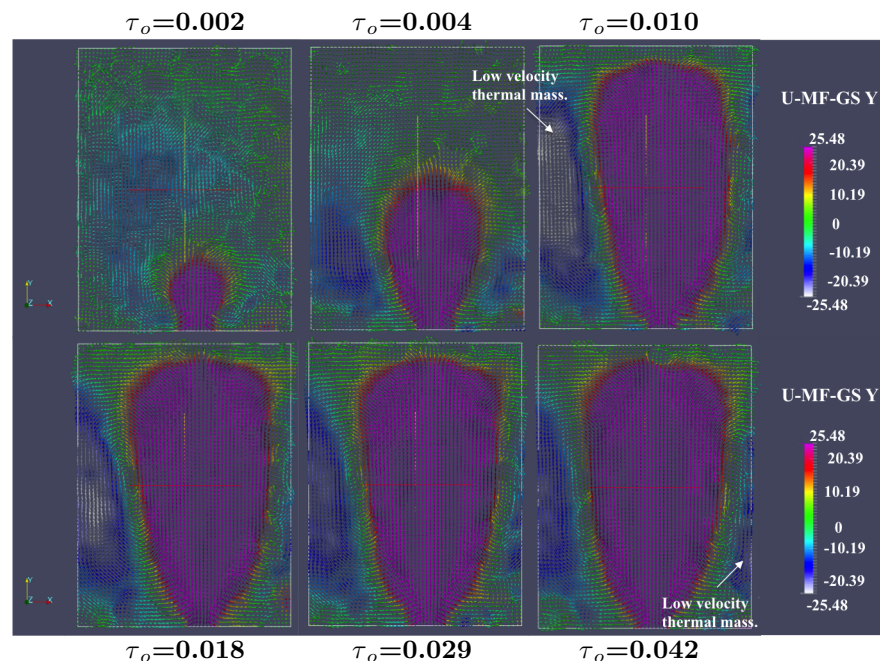 τₒ=0.002
τₒ=0.004
τₒ=0.010
Low velocity
thermal mass.
U-MF-GS Y
25.48
20.39
10.19
0
-10.19
-20.39
-25.48
Y
Z
X
U-MF-GS Y
25.48
20.39
10.19
0
-10.19
-20.39
-25.48
Low velocity
thermal mass.
Y
Z
X
τₒ=0.018
τₒ=0.029
τₒ=0.042